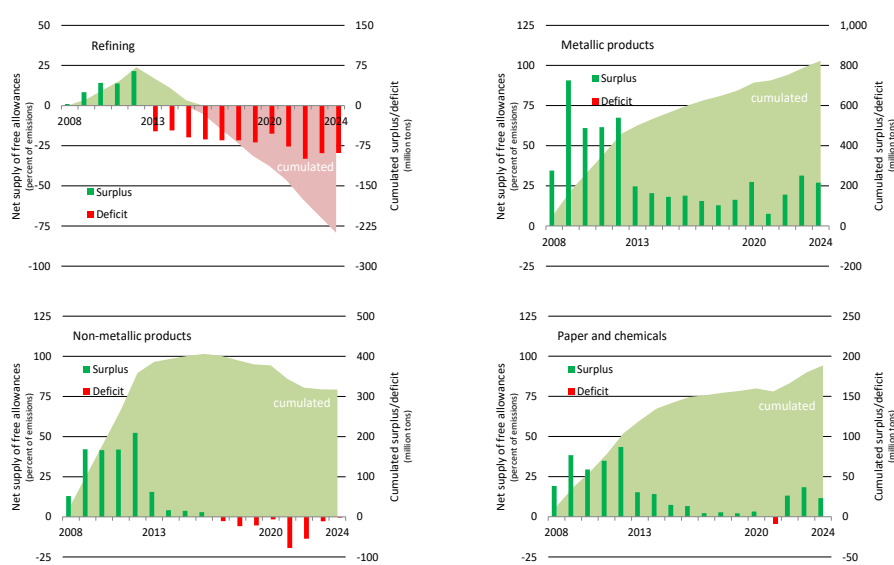 Refining
Net supply of free allowances
(percent of emissions)
50
25
0
-25
-50
-75
-100
150
75
0
-75
-150
-225
-300
Cumulated surplus/deficit
(million tons)
2008
2013
2020
2024
cumulated
Surplus
Deficit
Metallic products
Net supply of free allowances
(percent of emissions)
125
100
75
50
25
0
-25
1,000
800
600
400
200
0
-200
Cumulated surplus/deficit
(million tons)
Surplus
Deficit
cumulated
2008
2013
2020
2024
Non-metallic products
Net supply of free allowances
(percent of emissions)
125
100
75
50
25
0
-25
500
400
300
200
100
0
-100
Cumulated surplus/deficit
(million tons)
Surplus
Deficit
cumulated
2008
2013
2020
2024
Paper and chemicals
Net supply of free allowances
(percent of emissions)
125
100
75
50
25
0
-25
250
200
150
100
50
0
-50
Cumulated surplus/deficit
(million tons)
Surplus
Deficit
cumulated
2008
2013
2020
2024